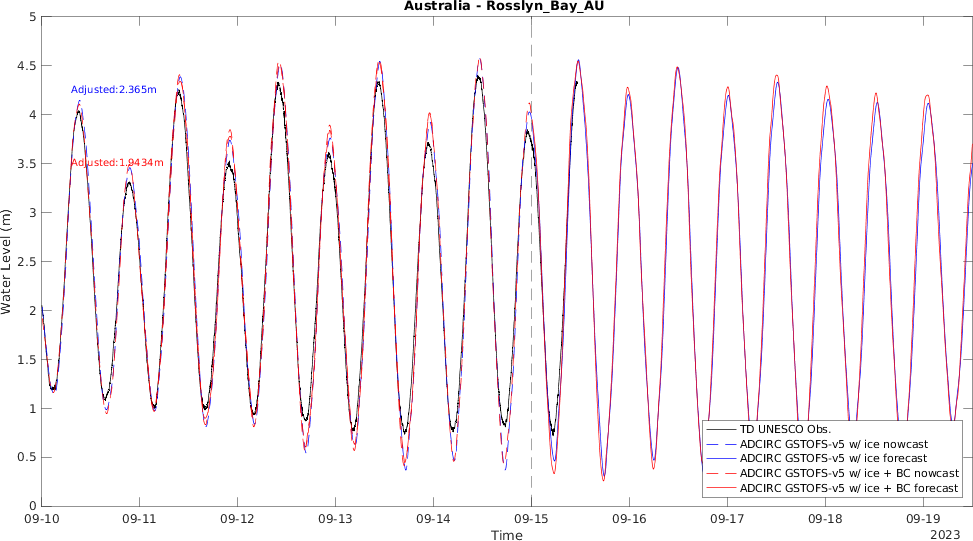 Australia - Rosslyn_Bay_AU
5
4.5
Adjusted:2.365m
4
3.5
Adjusted:1.9434m
3
2.5
Water Level (m)
2
1.5
1
0.5
0
TD UNESCO Obs.
ADCIRC GSTOFS-v5 w/ ice nowcast
ADCIRC GSTOFS-v5 w/ ice forecast
ADCIRC GSTOFS-v5 w/ ice + BC nowcast
ADCIRC GSTOFS-v5 w/ ice + BC forecast
09-10 09-11 09-12 09-13 09-14 09-15 09-16 09-17 09-18 09-19
Time
2023